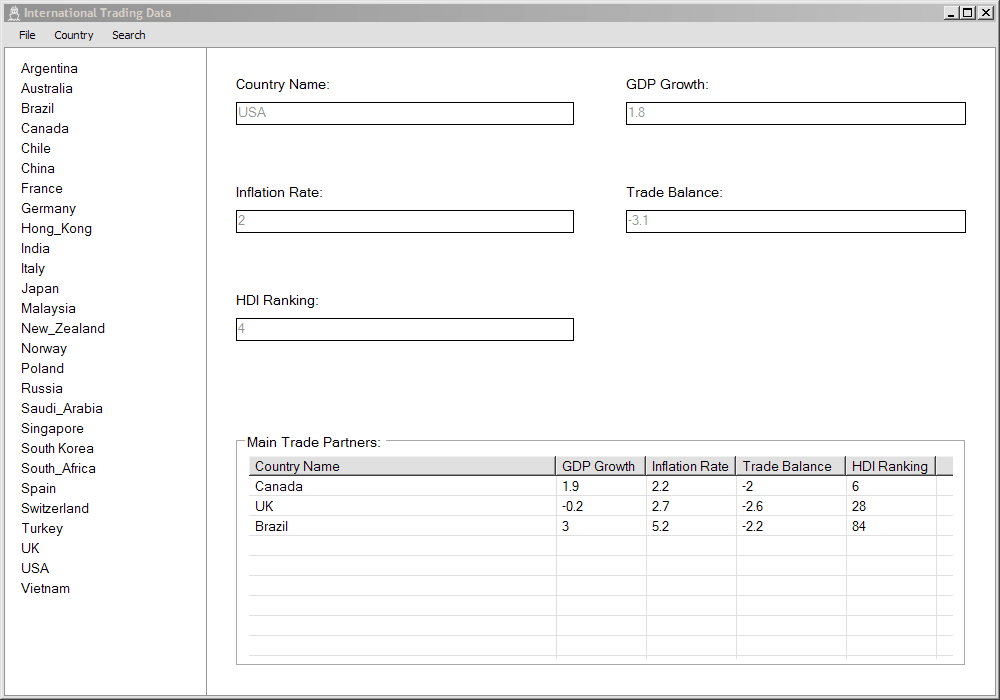 International Trading Data
File Country Search
Argentina
Australia
Brazil
Canada
Chile
China
France
Germany
Hong_Kong
India
Italy
Japan
Malaysia
New_Zealand
Norway
Poland
Russia
Saudi_Arabia
Singapore
South Korea
South_Africa
Spain
Switzerland
Turkey
UK
USA
Vietnam
Country Name: GDP Growth:
USA 1.8
Inflation Rate: Trade Balance:
2 -3.1
HDI Ranking:
4
Main Trade Partners:
Country Name GDP Growth Inflation Rate Trade Balance HDI Ranking
Canada 1.9 2.2 -2 6
UK -0.2 2.7 -2.6 28
Brazil 3 5.2 -2.2 84